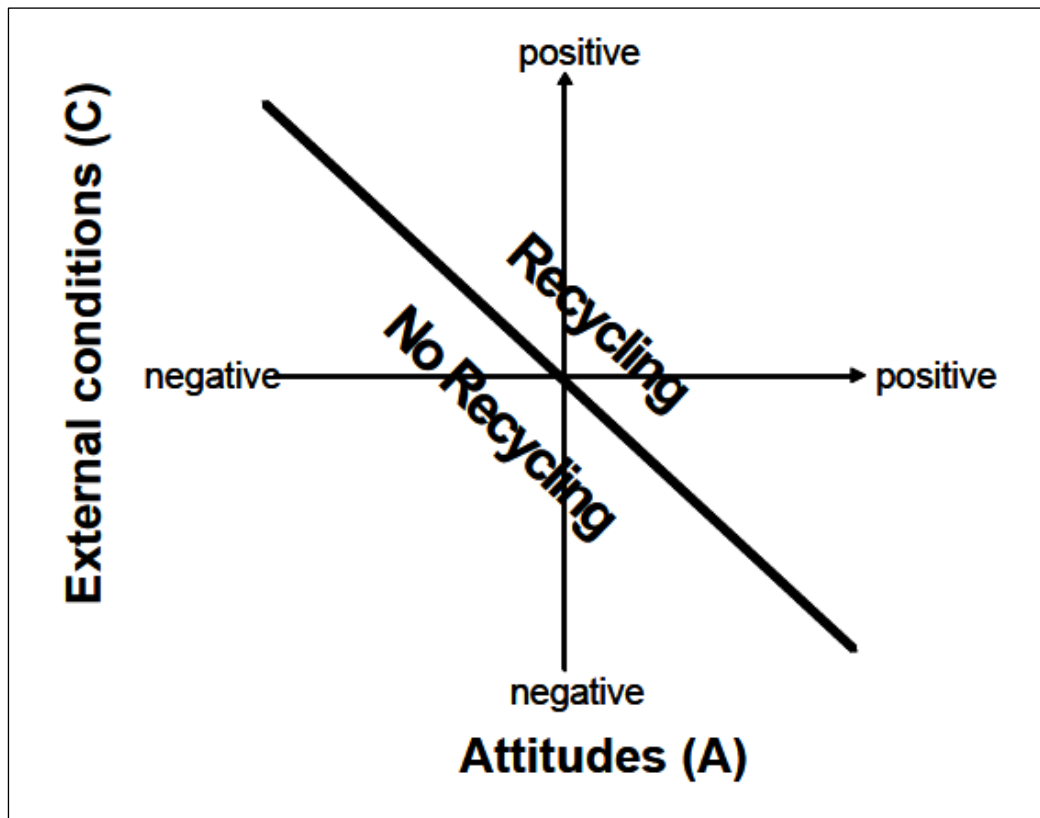 positive
External conditions (C)
Recycling
No Recycling
negative
positive
negative
Attitudes (A)